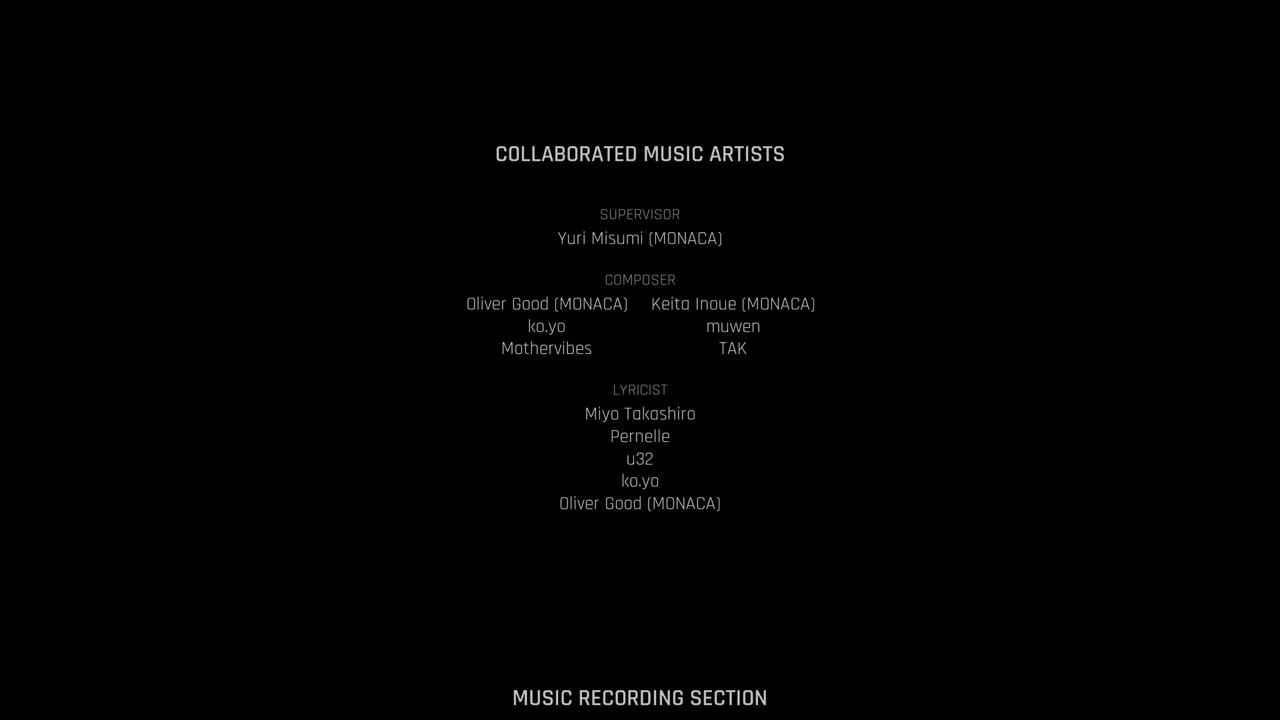 COLLABORATED MUSIC ARTISTS
SUPERVISOR
Yuri Misumi (MONACA)
COMPOSER
Oliver Good (MONACA) Keita Inoue (MONACA)
ko.yo muwen
Mothervibes TAK
LYRICIST
Miyo Takashiro
Pernelle
u32
ko.yo
Oliver Good (MONACA)
MUSIC RECORDING SECTION